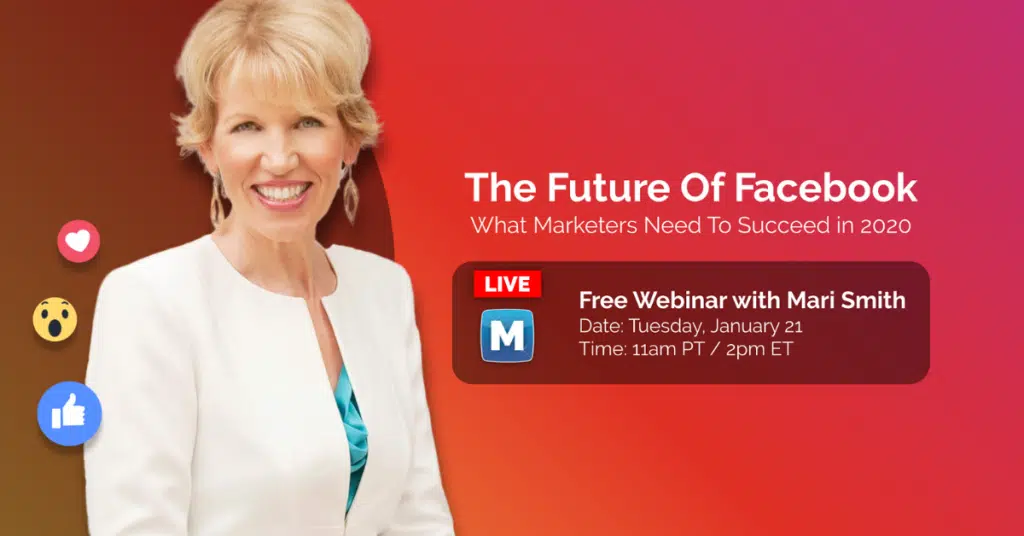 The Future Of Facebook
What Marketers Need To Succeed in 2020
LIVE
M
Free Webinar with Mari Smith
Date: Tuesday, January 21
Time: 11am PT / 2pm ET